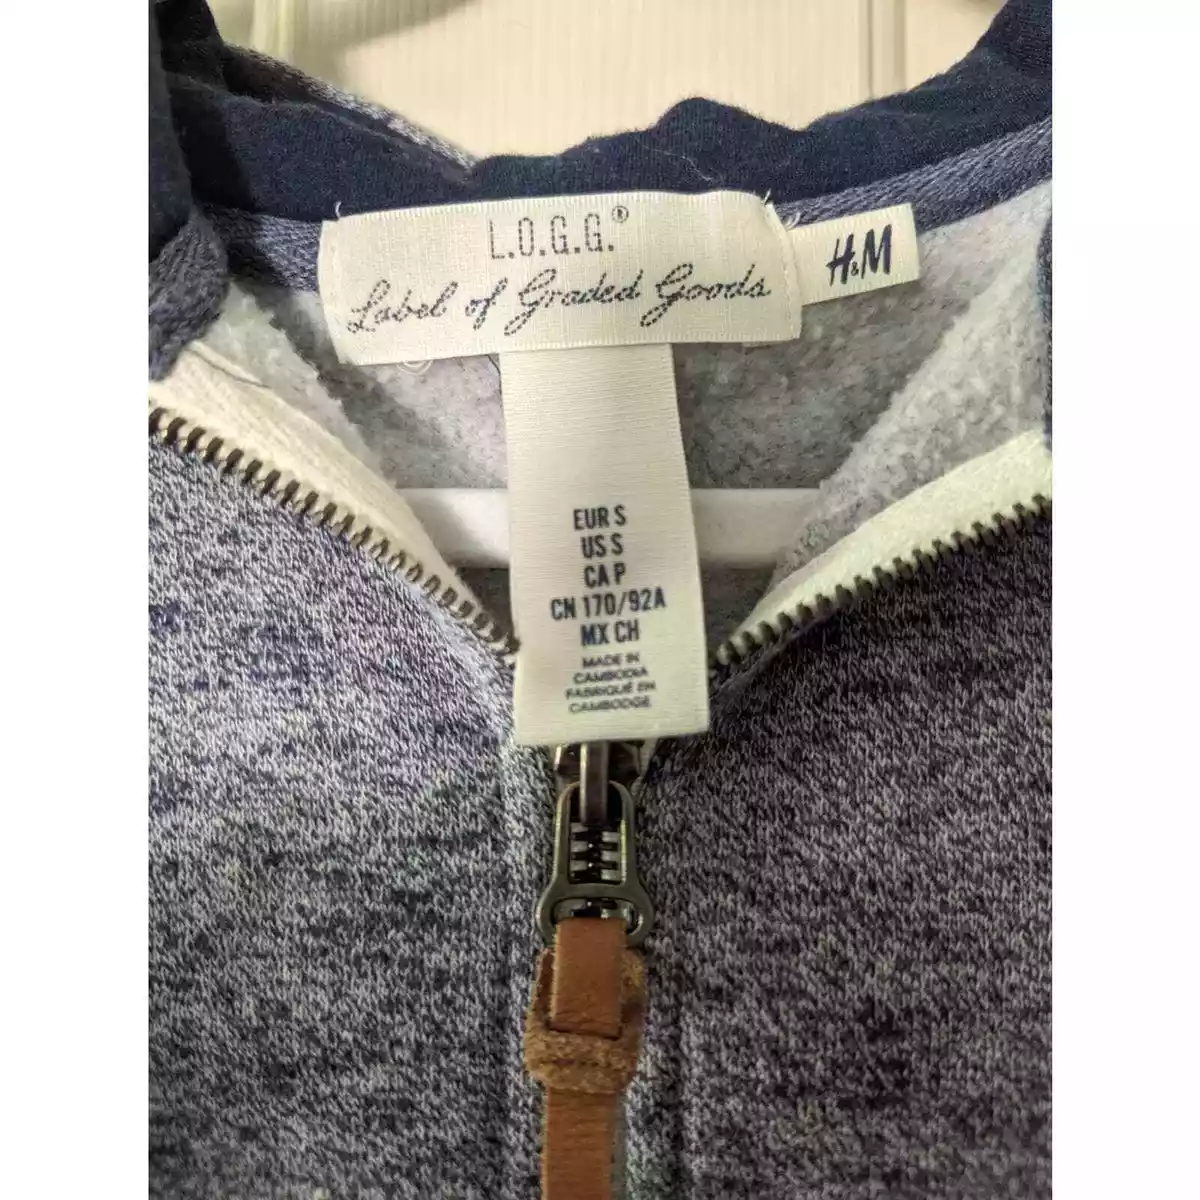 L.O.G.G.®
Label of Graded Goods
H&M
EUR S
US S
CA P
CN 170/92A
MX CH
MADE IN
CAMBODIA
FABRIQUÉ EN
CAMBODGE